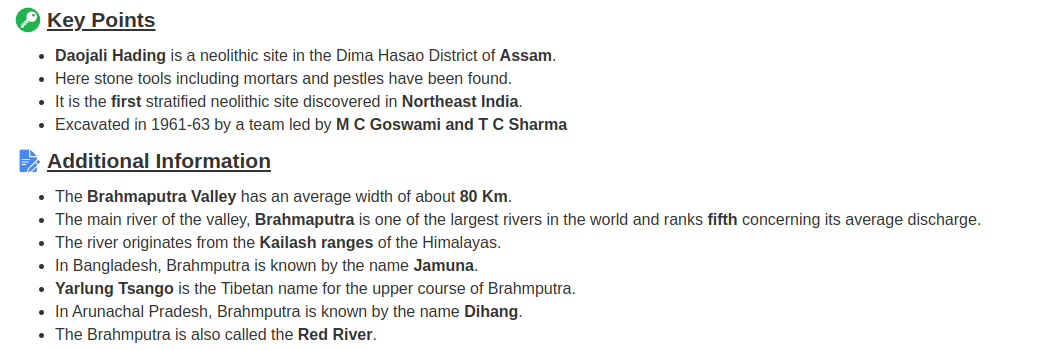 Key Points
• Daojali Hading is a neolithic site in the Dima Hasao District of Assam.
• Here stone tools including mortars and pestles have been found.
• It is the first stratified neolithic site discovered in Northeast India.
• Excavated in 1961-63 by a team led by M C Goswami and T C Sharma
Additional Information
• The Brahmaputra Valley has an average width of about 80 Km.
• The main river of the valley, Brahmaputra is one of the largest rivers in the world and ranks fifth concerning its average discharge.
• The river originates from the Kailash ranges of the Himalayas.
• In Bangladesh, Brahmputra is known by the name Jamuna.
• Yarlung Tsango is the Tibetan name for the upper course of Brahmputra.
• In Arunachal Pradesh, Brahmputra is known by the name Dihang.
• The Brahmputra is also called the Red River.